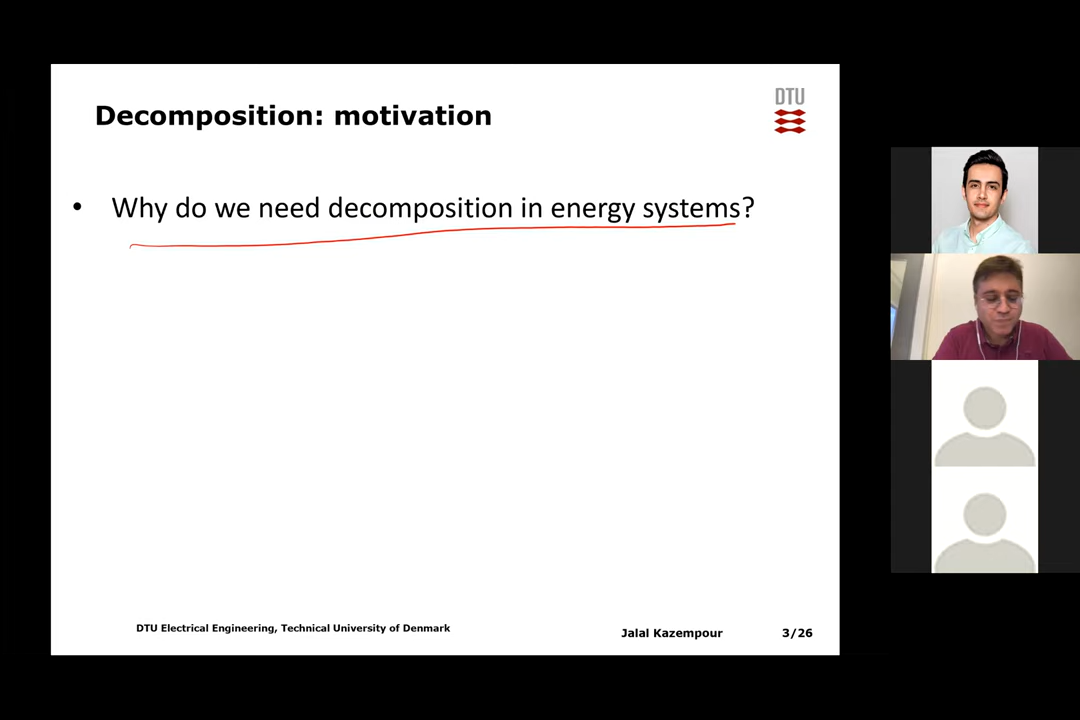 Decomposition: motivation
DTU
• Why do we need decomposition in energy systems?
DTU Electrical Engineering, Technical University of Denmark
Jalal Kazempour
3/26